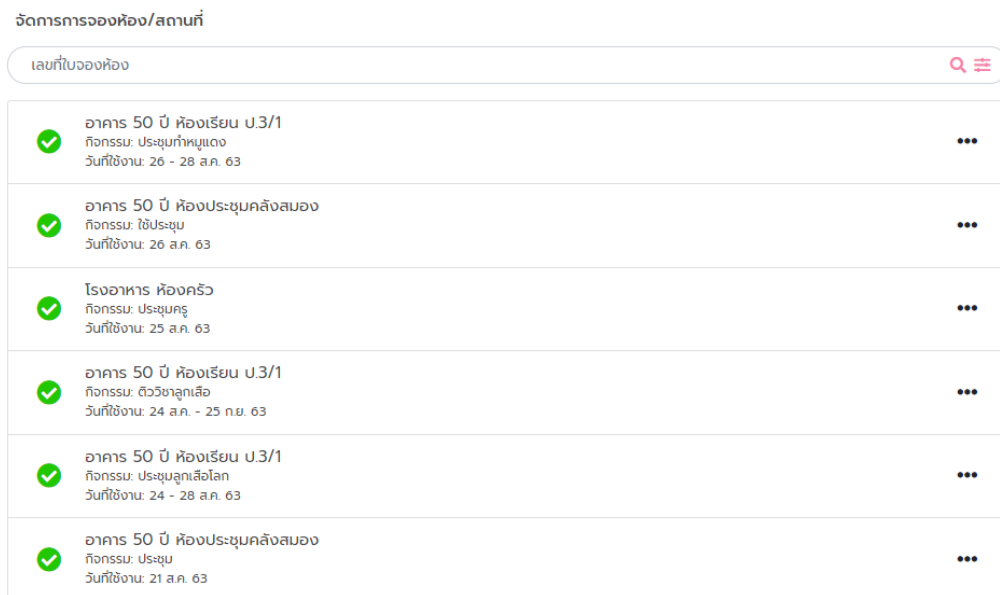 จัดการการจองห้อง/สถานที่
เลขที่ใบจองห้อง
อาคาร 50 ปี ห้องเรียน ป.3/1
กิจกรรม: ประชุมทำหมูแดง
วันที่ใช้งาน: 26 - 28 ส.ค. 63
อาคาร 50 ปี ห้องประชุมคลังสมอง
กิจกรรม: ใช้ประชุม
วันที่ใช้งาน: 26 ส.ค. 63
โรงอาหาร ห้องครัว
กิจกรรม: ประชุมครู
วันที่ใช้งาน: 25 ส.ค. 63
อาคาร 50 ปี ห้องเรียน ป.3/1
กิจกรรม: ติววิชาลูกเสือ
วันที่ใช้งาน: 24 ส.ค. - 25 ก.ย. 63
อาคาร 50 ปี ห้องเรียน ป.3/1
กิจกรรม: ประชุมลูกเสือโลก
วันที่ใช้งาน: 24 - 28 ส.ค. 63
อาคาร 50 ปี ห้องประชุมคลังสมอง
กิจกรรม: ประชุม
วันที่ใช้งาน: 21 ส.ค. 63